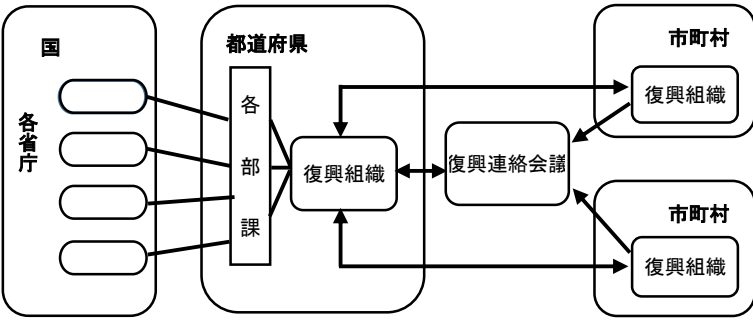 国
各省庁
都道府県
各部課
復興組織
復興連絡会議
市町村
復興組織
市町村
復興組織